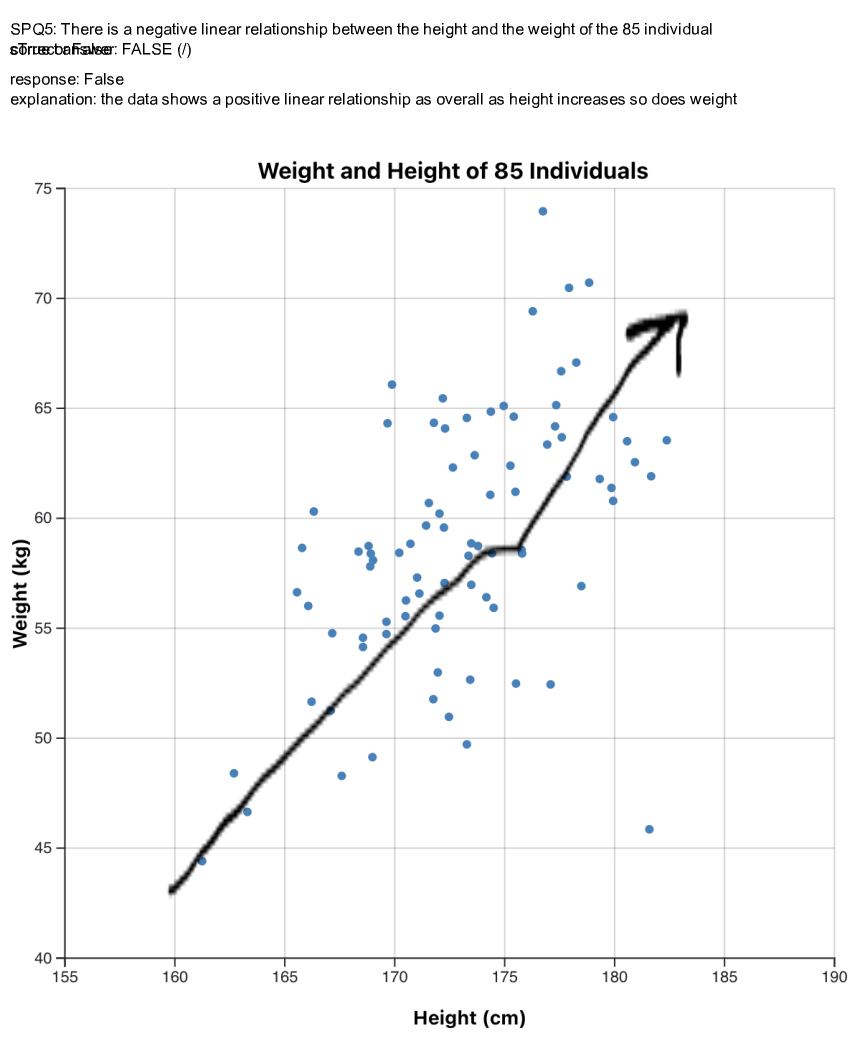 SPQ5: There is a negative linear relationship between the height and the weight of the 85 individual
: FALSE (/)
response: False
explanation: the data shows a positive linear relationship as overall as height increases so does weight
Weight and Height of 85 Individuals
75
70
65
60
55
50
45
40
Weight (kg)
155 160 165 170 175 180 185 190
Height (cm)